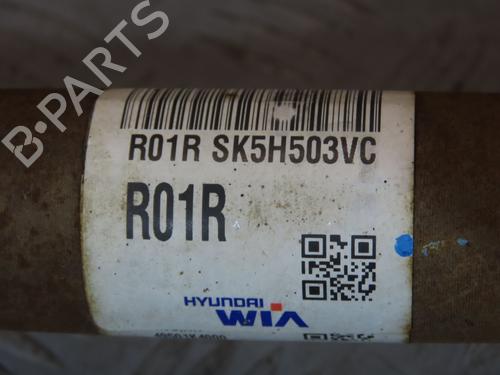 B-PARTS
R01R SK5H503VC
R01R
HYUNDAI
WIA